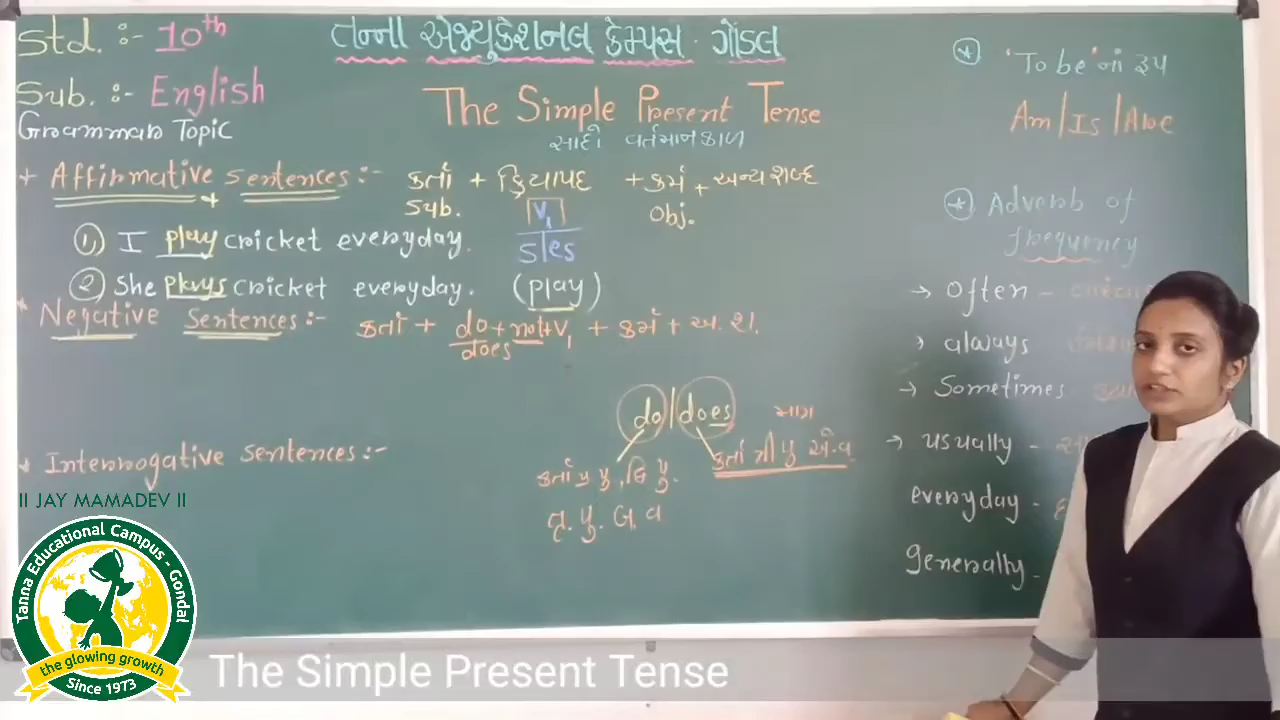 Std. :- 10th
Sub. :- English
Grammar Topic
તન્ના એજ્યુકેશનલ કેમ્પસ - ગોંડલ
The Simple Present Tense
સાદો વર્તમાનકાળ
+ Affirmative sentences :- કર્તા + ક્રિયાપદ + કર્મ + અન્ય શબ્દ
Sub. V1 Obj.
s/es
① I play cricket everyday.
② She plays cricket everyday. (play)
* Negative Sentences :- કર્તા + do + not + V1 + કર્મ + અ. શ.
does
do/does
કર્તા પ્ર પુ, દ્વિ પુ.
કર્તા ત્રી પુ એ.વ
તૃ. પુ. બ. વ
* Interrogative sentences :-
* 'To be' નાં રૂપ
Am/Is/Are
* Adverb of
frequency
→ often -
→ always
→ Sometimes
→ usually -
everyday -
generally -
II JAY MAMADEV II
Tanna Educational Campus - Gondal
the glowing growth
Since 1973
The Simple Present Tense